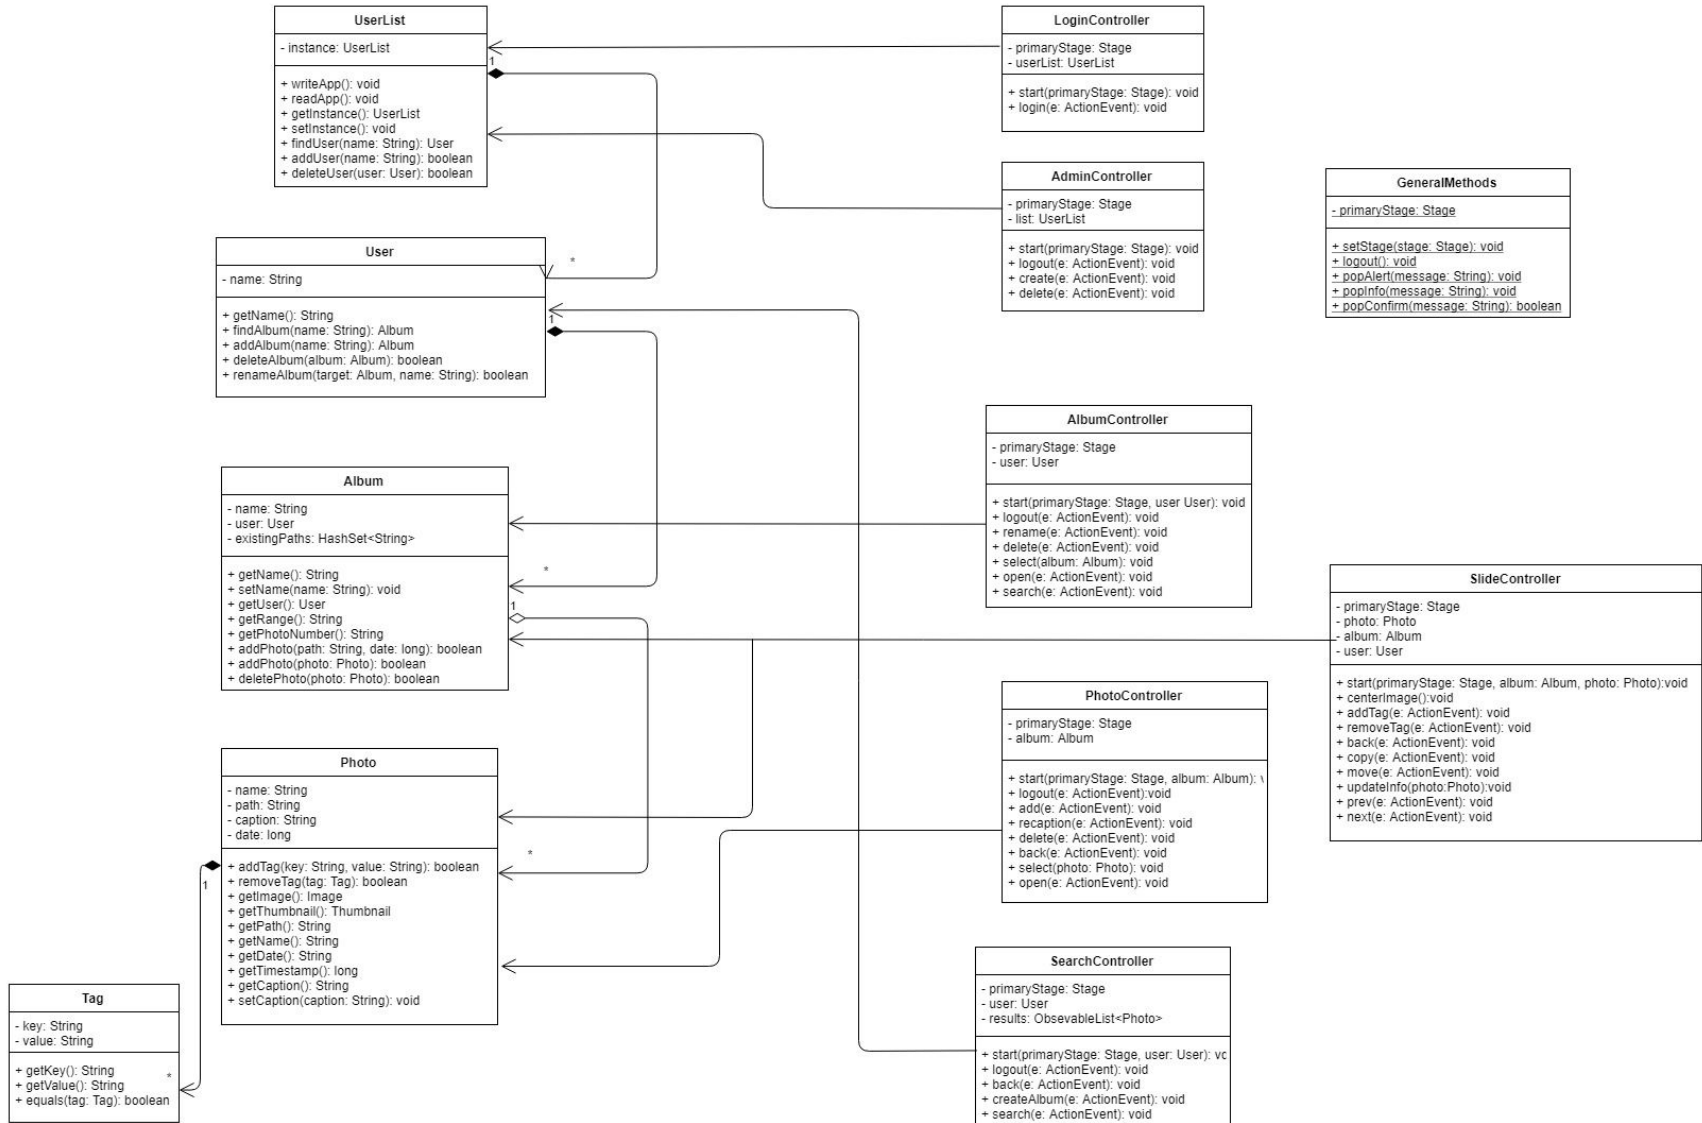 UserList
- instance: UserList
+ writeApp(): void
+ readApp(): void
+ getInstance(): UserList
+ setInstance(): void
+ findUser(name: String): User
+ addUser(name: String): boolean
+ deleteUser(user: User): boolean
1
LoginController
- primaryStage: Stage
- userList: UserList
+ start(primaryStage: Stage): void
+ login(e: ActionEvent): void
AdminController
- primaryStage: Stage
- list: UserList
+ start(primaryStage: Stage): void
+ logout(e: ActionEvent): void
+ create(e: ActionEvent): void
+ delete(e: ActionEvent): void
GeneralMethods
- primaryStage: Stage
+ setStage(stage: Stage): void
+ logout(): void
+ popAlert(message: String): void
+ popInfo(message: String): void
+ popConfirm(message: String): boolean
User
- name: String
+ getName(): String
+ findAlbum(name: String): Album
+ addAlbum(name: String): Album
+ deleteAlbum(album: Album): boolean
+ renameAlbum(target: Album, name: String): boolean
*
1
AlbumController
- primaryStage: Stage
- user: User
+ start(primaryStage: Stage, user User): void
+ logout(e: ActionEvent): void
+ rename(e: ActionEvent): void
+ delete(e: ActionEvent): void
+ select(album: Album): void
+ open(e: ActionEvent): void
+ search(e: ActionEvent): void
Album
- name: String
- user: User
- existingPaths: HashSet<String>
+ getName(): String
+ setName(name: String): void
+ getUser(): User
+ getRange(): String
+ getPhotoNumber(): String
+ addPhoto(path: String, date: long): boolean
+ addPhoto(photo: Photo): boolean
+ deletePhoto(photo: Photo): boolean
*
1
SlideController
- primaryStage: Stage
- photo: Photo
- album: Album
- user: User
+ start(primaryStage: Stage, album: Album, photo: Photo):void
+ centerImage():void
+ addTag(e: ActionEvent): void
+ removeTag(e: ActionEvent): void
+ back(e: ActionEvent): void
+ copy(e: ActionEvent): void
+ move(e: ActionEvent): void
+ updateInfo(photo:Photo):void
+ prev(e: ActionEvent): void
+ next(e: ActionEvent): void
PhotoController
- primaryStage: Stage
- album: Album
+ start(primaryStage: Stage, album: Album):
+ logout(e: ActionEvent):void
+ add(e: ActionEvent): void
+ recaption(e: ActionEvent): void
+ delete(e: ActionEvent): void
+ back(e: ActionEvent): void
+ select(photo: Photo): void
+ open(e: ActionEvent): void
Photo
- name: String
- path: String
- caption: String
- date: long
+ addTag(key: String, value: String): boolean
+ removeTag(tag: Tag): boolean
+ getImage(): Image
+ getThumbnail(): Thumbnail
+ getPath(): String
+ getName(): String
+ getDate(): String
+ getTimestamp(): long
+ getCaption(): String
+ setCaption(caption: String): void
*
1
SearchController
- primaryStage: Stage
- user: User
- results: ObsevableList<Photo>
+ start(primaryStage: Stage, user: User):
+ logout(e: ActionEvent): void
+ back(e: ActionEvent): void
+ createAlbum(e: ActionEvent): void
+ search(e: ActionEvent): void
Tag
- key: String
- value: String
+ getKey(): String
+ getValue(): String
+ equals(tag: Tag): boolean
*